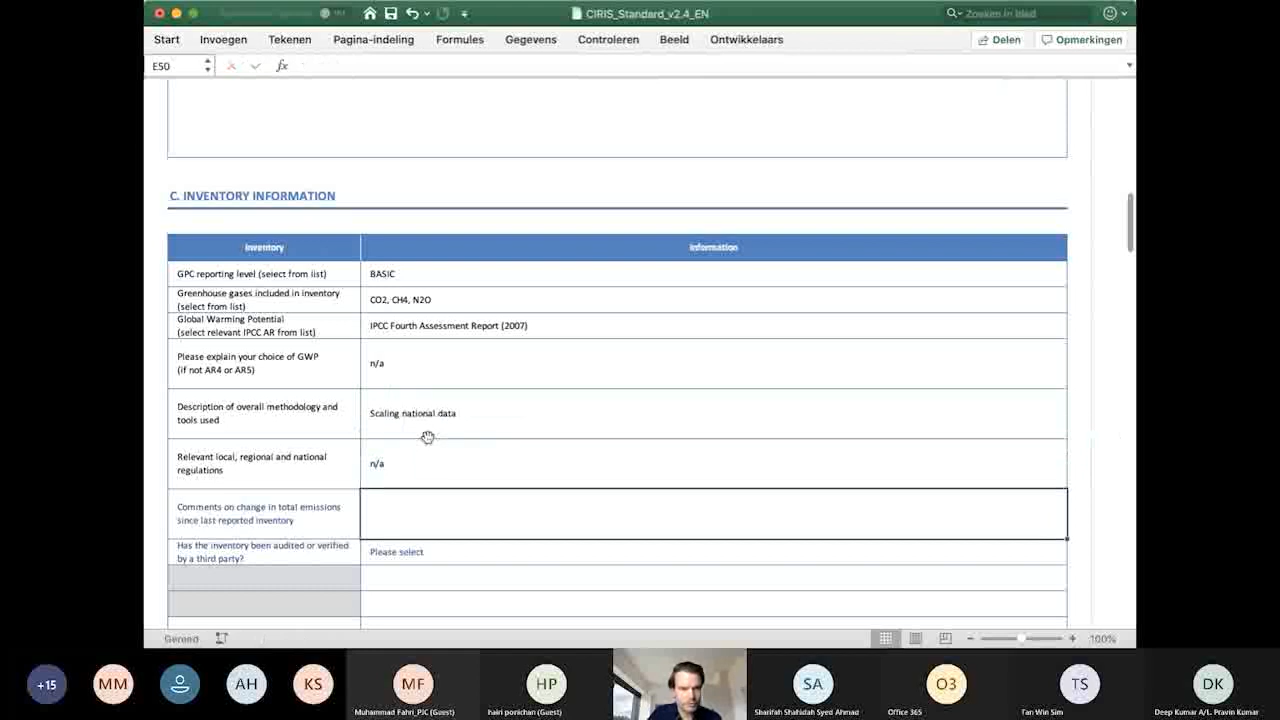 CIRIS_Standard_v2.4_EN
Zoeken in blad
Start Invoegen Tekenen Pagina-indeling Formules Gegevens Controleren Beeld Ontwikkelaars Delen Opmerkingen
E50 fx
C. INVENTORY INFORMATION
Inventory Information
GPC reporting level (select from list) BASIC
Greenhouse gases included in inventory
(select from list)
CO2, CH4, N2O
Global Warming Potential
(select relevant IPCC AR from list)
IPCC Fourth Assessment Report (2007)
Please explain your choice of GWP
(if not AR4 or AR5)
n/a
Description of overall methodology and
tools used
Scaling national data
Relevant local, regional and national
regulations
n/a
Comments on change in total emissions
since last reported inventory
Has the inventory been audited or verified
by a third party?
Please select
Gereed 100%
+15 MM AH KS MF HP SA O3 TS DK
Muhammad Fahri_PJC (Guest) hairi ponichan (Guest) Sharifah Shahidah Syed Ahmad Office 365 Tan Win Sim Deep Kumar A/L. Pravin Kumar